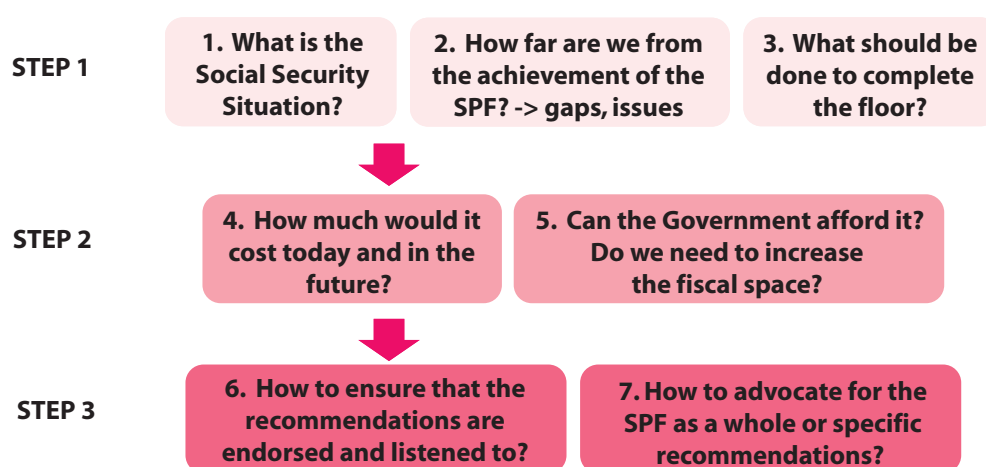 STEP 1
1. What is the
Social Security
Situation?
2. How far are we from
the achievement of the
SPF? -> gaps, issues
3. What should be
done to complete
the floor?
STEP 2
4. How much would it
cost today and in the
future?
5. Can the Government afford it?
Do we need to increase
the fiscal space?
STEP 3
6. How to ensure that the
recommendations are
endorsed and listened to?
7. How to advocate for the
SPF as a whole or specific
recommendations?